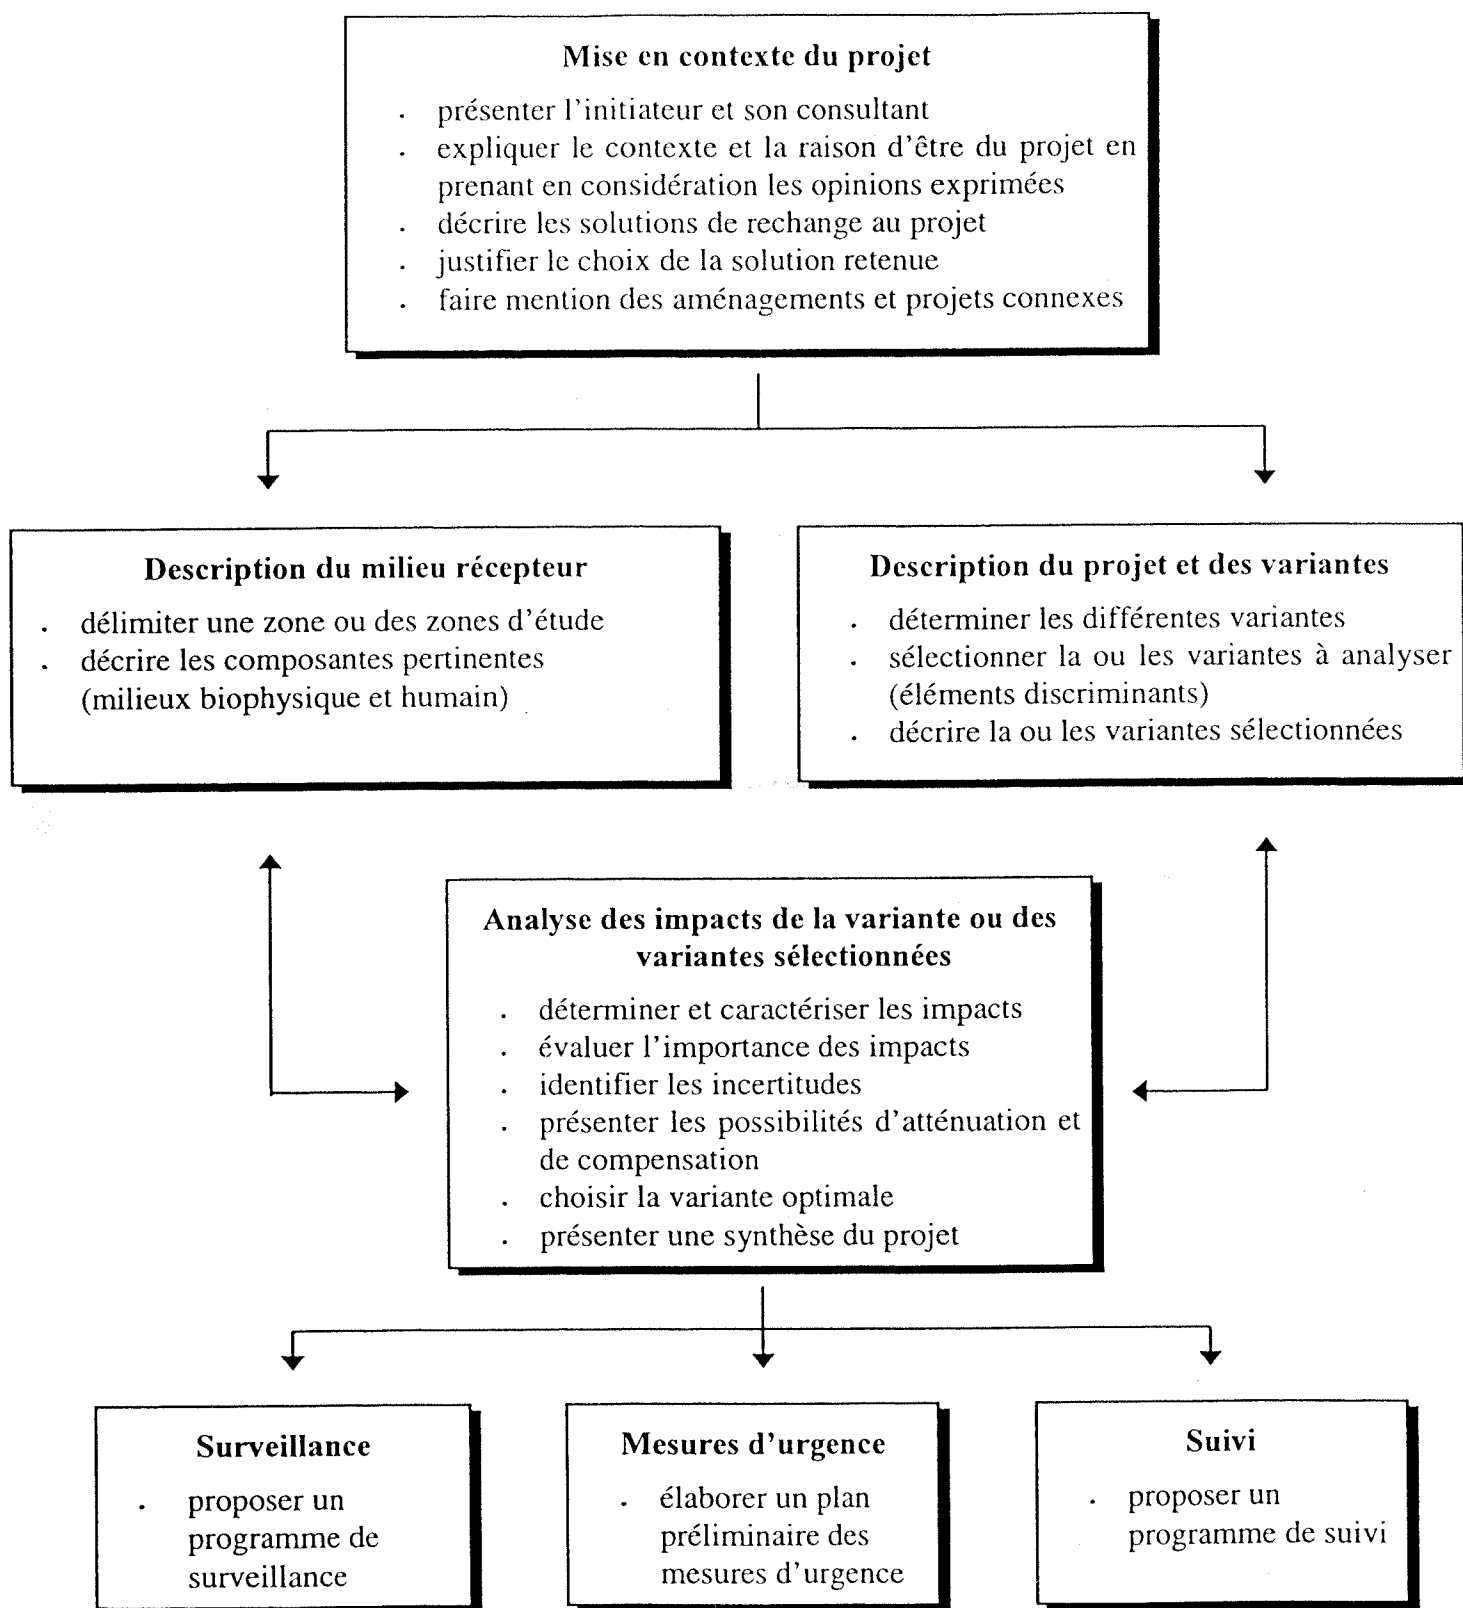 Mise en contexte du projet
. présenter l'initiateur et son consultant
. expliquer le contexte et la raison d'être du projet en
prenant en considération les opinions exprimées
. décrire les solutions de rechange au projet
. justifier le choix de la solution retenue
. faire mention des aménagements et projets connexes
Description du milieu récepteur
. délimiter une zone ou des zones d'étude
. décrire les composantes pertinentes
(milieux biophysique et humain)
Description du projet et des variantes
. déterminer les différentes variantes
. sélectionner la ou les variantes à analyser
(éléments discriminants)
. décrire la ou les variantes sélectionnées
Analyse des impacts de la variante ou des
variantes sélectionnées
. déterminer et caractériser les impacts
. évaluer l'importance des impacts
. identifier les incertitudes
. présenter les possibilités d'atténuation et
de compensation
. choisir la variante optimale
. présenter une synthèse du projet
Surveillance
. proposer un
programme de
surveillance
Mesures d'urgence
. élaborer un plan
préliminaire des
mesures d'urgence
Suivi
. proposer un
programme de suivi